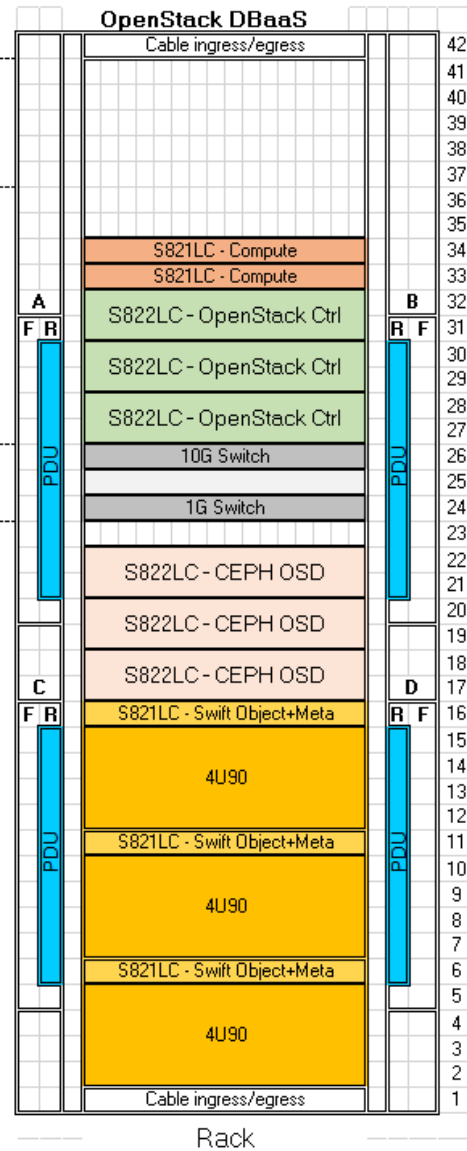 OpenStack DBaaS
Cable ingress/egress 42
41
40
39
38
37
36
35
S821LC - Compute 34
S821LC - Compute 33
A B 32
S822LC - OpenStack Ctrl
F R R F 31
30
S822LC - OpenStack Ctrl
29
28
S822LC - OpenStack Ctrl
27
10G Switch 26
PDU PDU
25
1G Switch 24
23
22
S822LC - CEPH OSD
21
20
S822LC - CEPH OSD
19
18
S822LC - CEPH OSD
C D 17
F R S821LC - Swift Object+Meta R F 16
15
14
4U90
13
12
S821LC - Swift Object+Meta 11
PDU PDU
10
9
4U90
8
7
S821LC - Swift Object+Meta 6
5
4
4U90
3
2
Cable ingress/egress 1
Rack